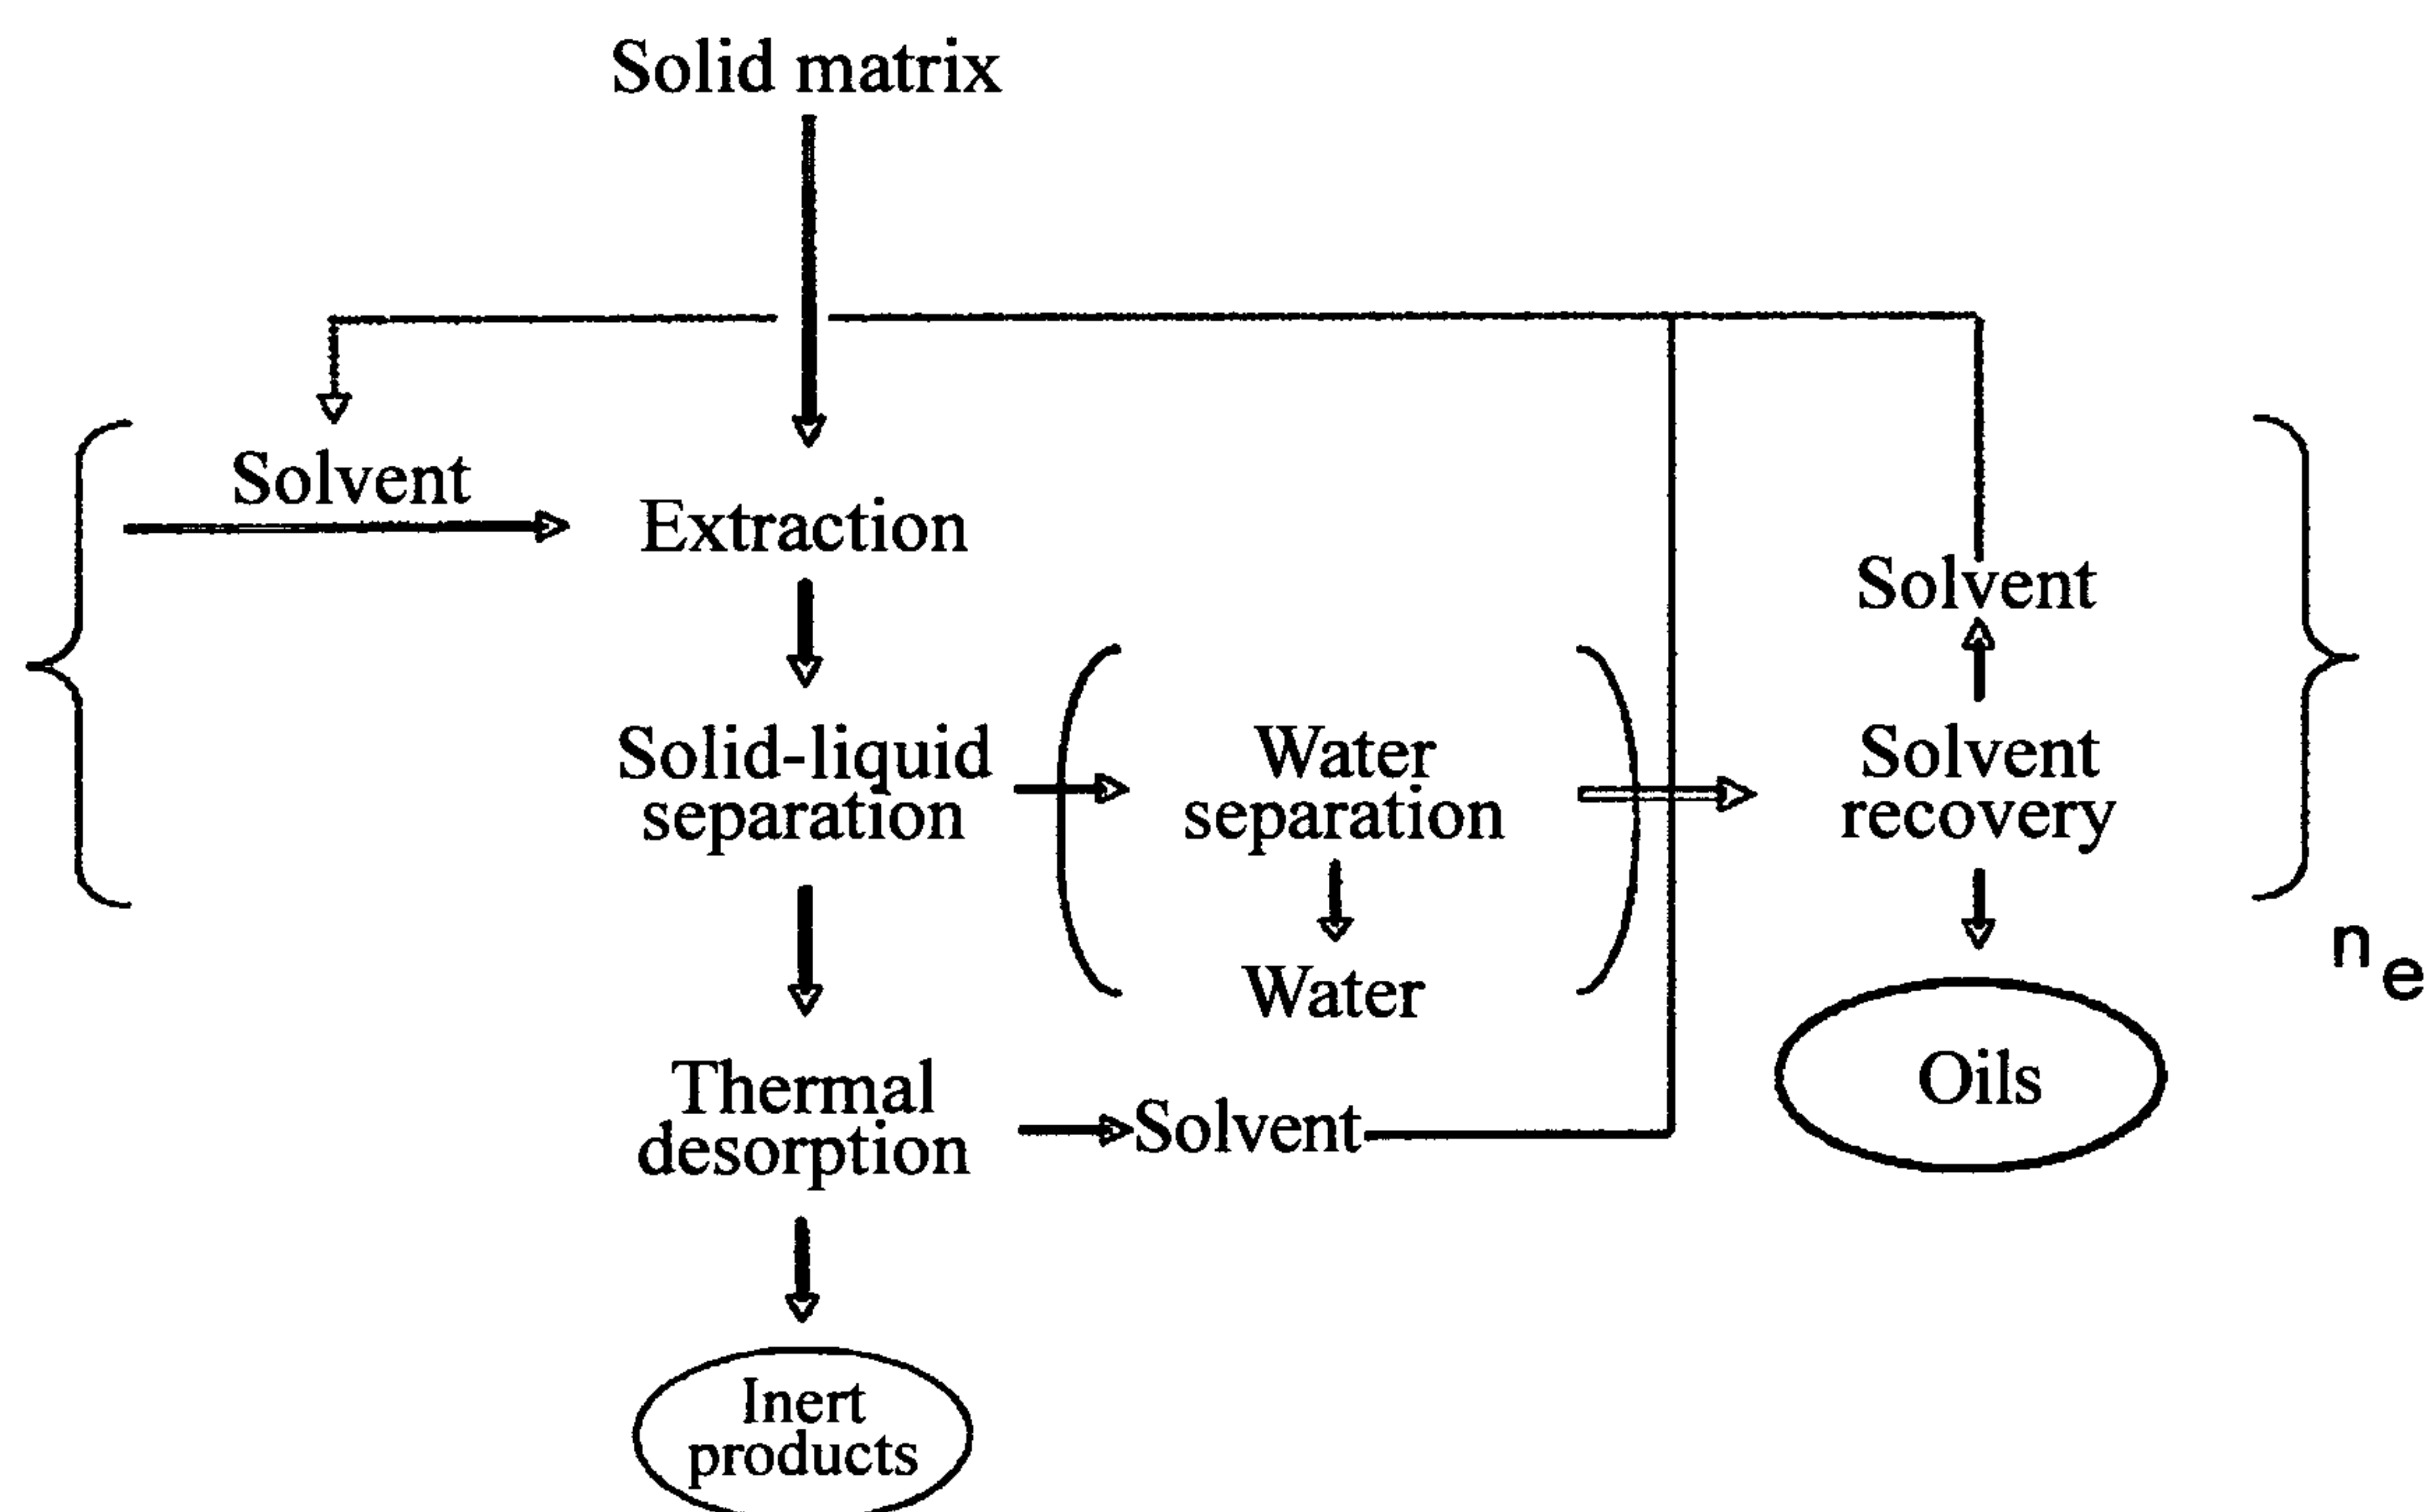 Solid matrix
Solvent
Extraction
Solvent
Solid-liquid
separation
Water
separation
Solvent
recovery
Water
n e
Thermal
desorption
Solvent
Oils
Inert
products